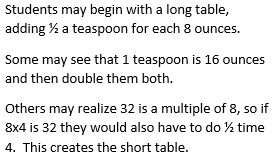 Students may begin with a long table,
adding ½ a teaspoon for each 8 ounces.
Some may see that 1 teaspoon is 16 ounces
and then double them both.
Others may realize 32 is a multiple of 8, so if
8x4 is 32 they would also have to do ½ time
4.  This creates the short table.